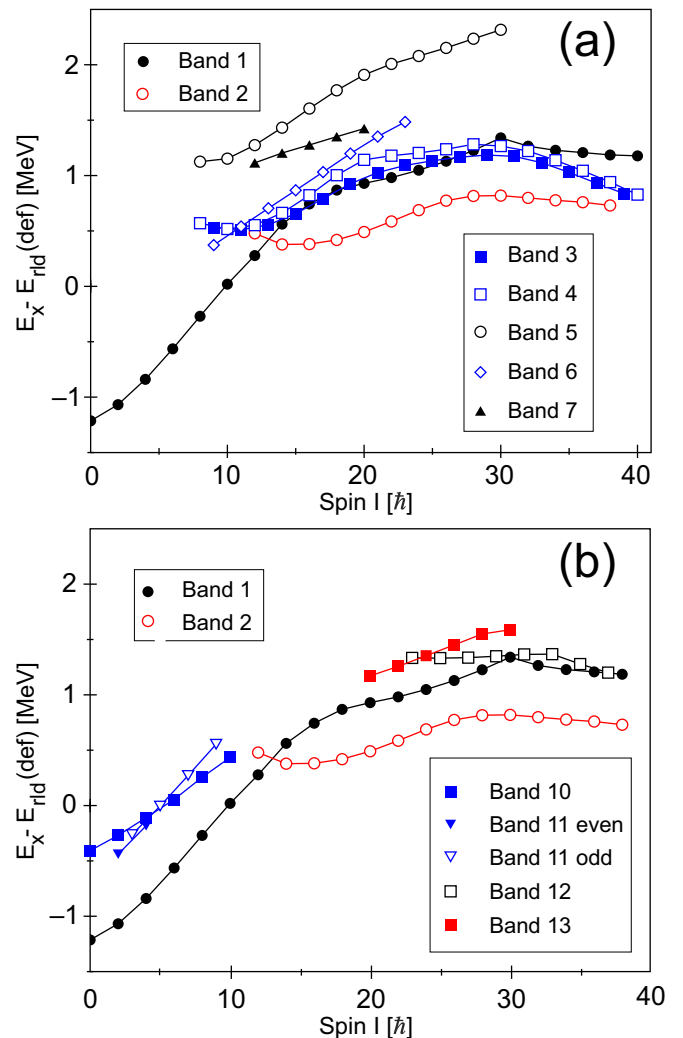 (a)
Band 1
Band 2
2
1
0
–1
E_x- E_rld(def) [MeV]
Band 3
Band 4
Band 5
Band 6
Band 7
0 10 20 30 40
Spin I [ℏ]
(b)
Band 1
Band 2
2
1
0
–1
E_x- E_rld(def) [MeV]
Band 10
Band 11 even
Band 11 odd
Band 12
Band 13
0 10 20 30 40
Spin I [ℏ]